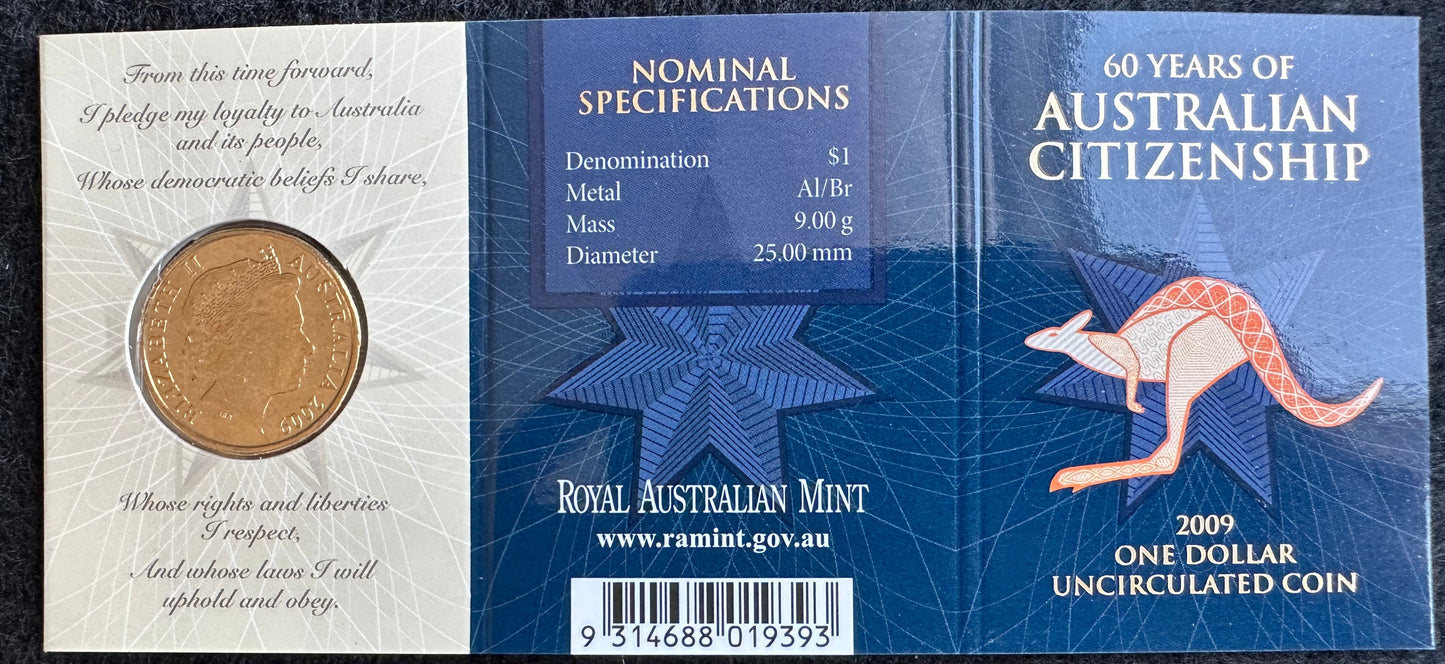 From this time forward,
I pledge my loyalty to Australia
and its people,
Whose democratic beliefs I share,
ELIZABETH II AUSTRALIA 2009
Whose rights and liberties
I respect,
And whose laws I will
uphold and obey.
NOMINAL
SPECIFICATIONS
Denomination $1
Metal Al/Br
Mass 9.00 g
Diameter 25.00 mm
ROYAL AUSTRALIAN MINT
www.ramint.gov.au
9 314688 019393
60 YEARS OF
AUSTRALIAN
CITIZENSHIP
2009
ONE DOLLAR
UNCIRCULATED COIN